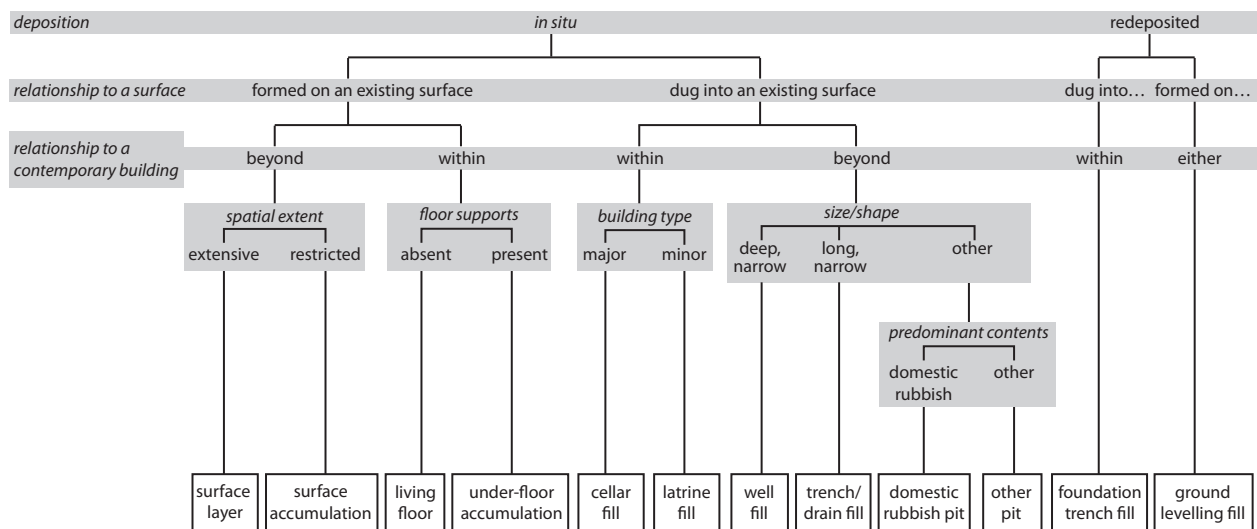 deposition in situ redeposited
relationship to a surface formed on an existing surface dug into an existing surface dug into… formed on…
relationship to a
contemporary building
beyond within within beyond within either
spatial extent floor supports building type size/shape
extensive restricted absent present major minor deep, long, other
narrow narrow
predominant contents
domestic other
rubbish
surface surface living under-floor cellar latrine well trench/ domestic other foundation ground
layer accumulation floor accumulation fill fill fill drain fill rubbish pit pit trench fill levelling fill